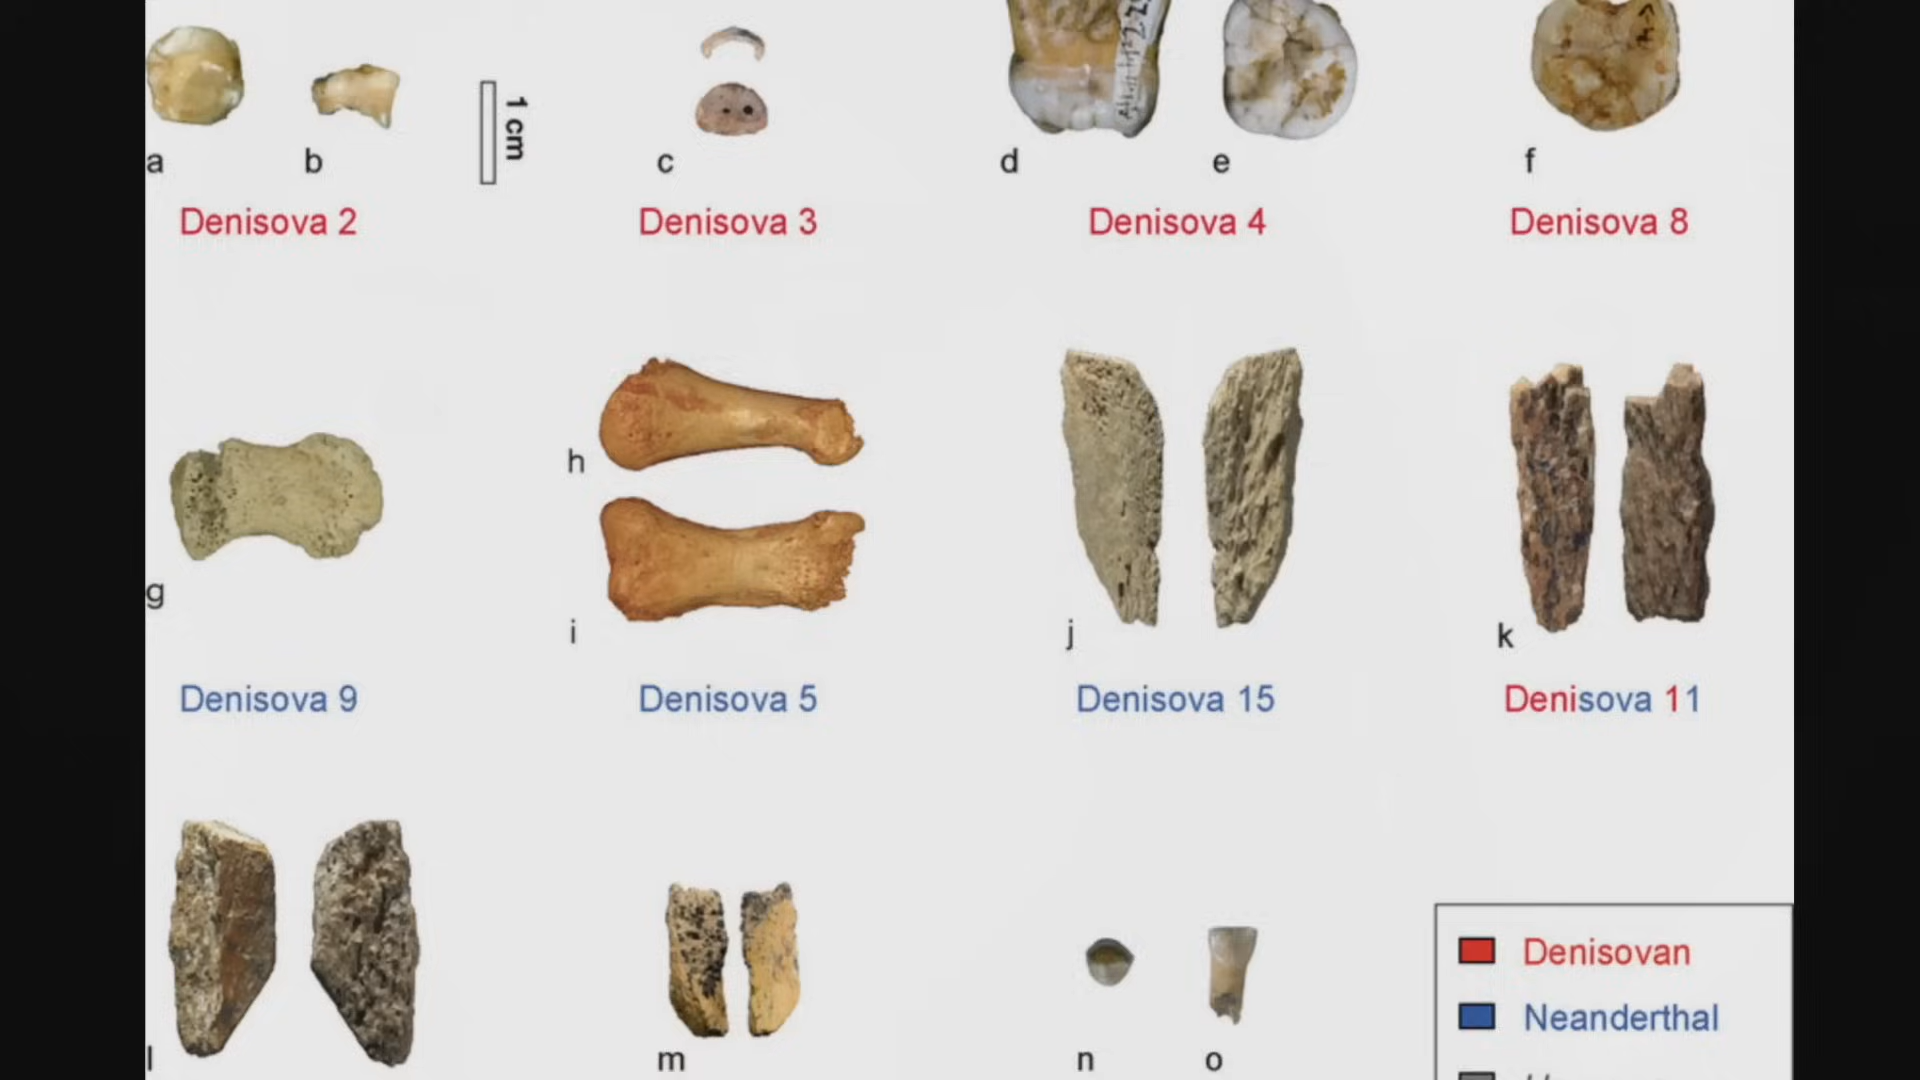 1 cm
a b c d e f
Denisova 2 Denisova 3 Denisova 4 Denisova 8
h
g i j k
Denisova 9 Denisova 5 Denisova 15 Denisova 11
Denisovan
Neanderthal
l m n o